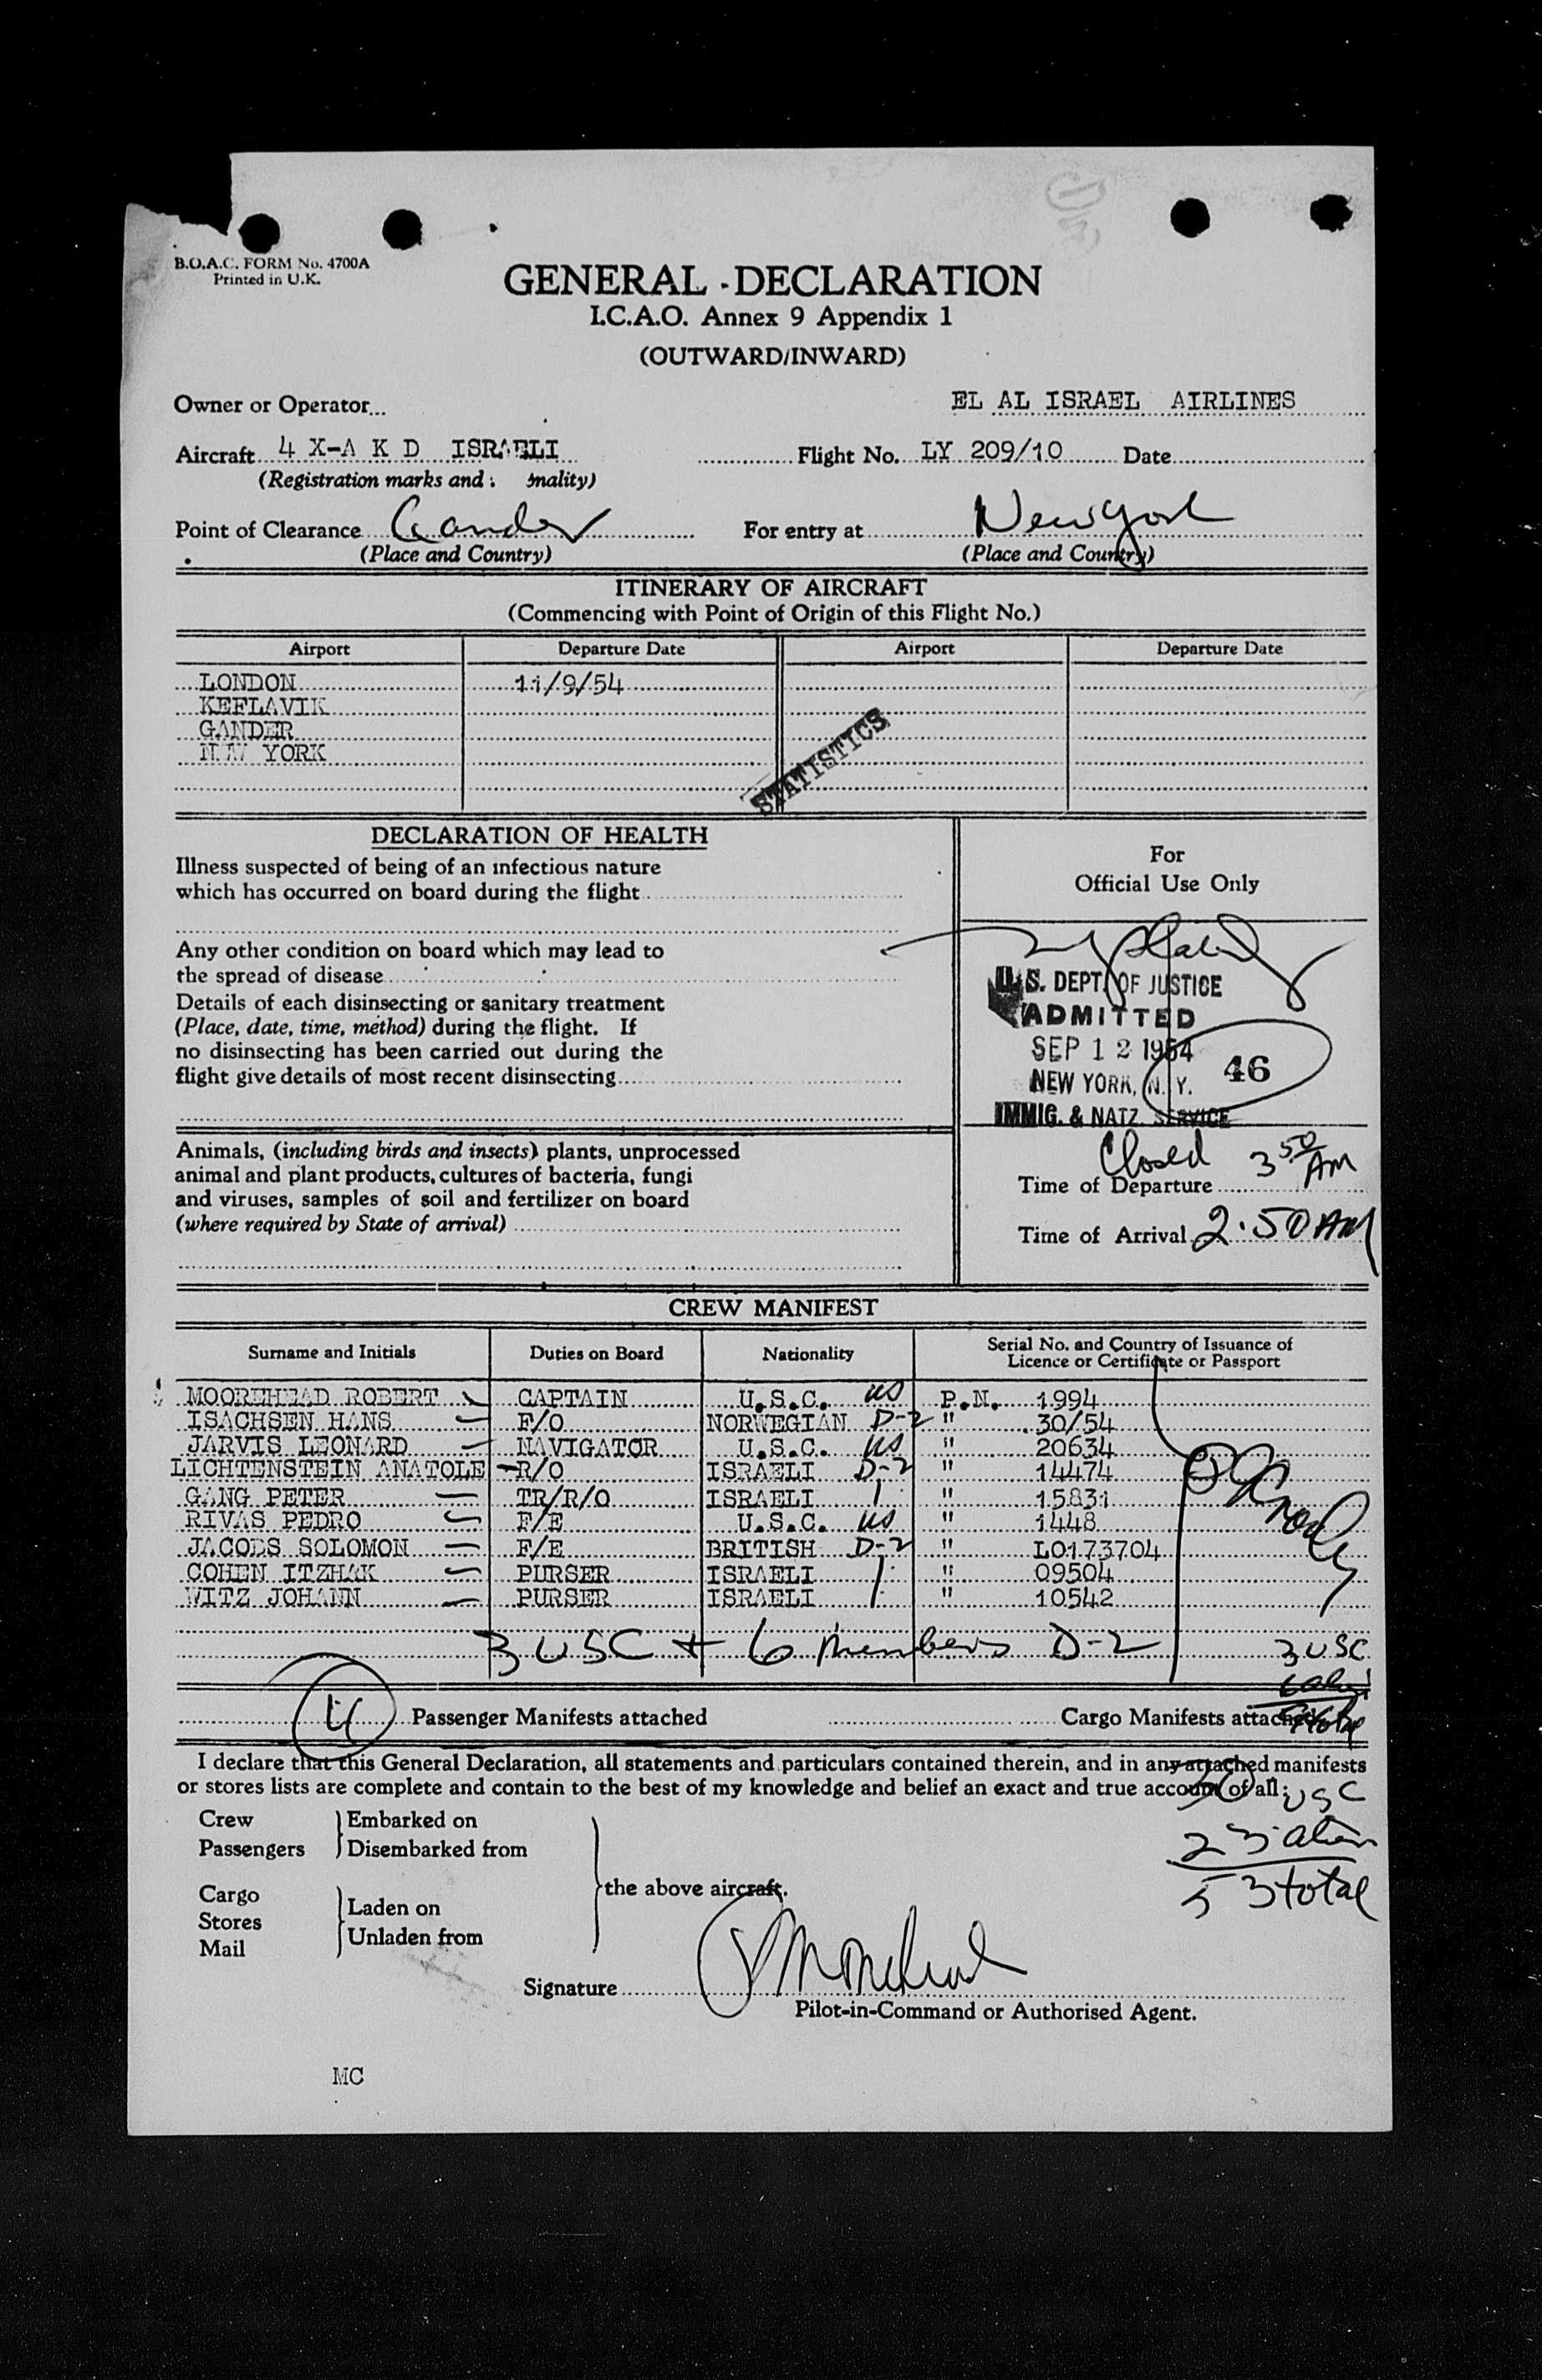 B.O.A.C. FORM No. 4700A
Printed in U.K.
GENERAL DECLARATION
I.C.A.O. Annex 9 Appendix 1
(OUTWARD/INWARD)
Owner or Operator... EL AL ISRAEL AIRLINES
Aircraft 4 X-A K D ISRAELI Flight No. LY 209/10 Date
(Registration marks and
Point of Clearance Gander For entry at New York
(Place and Country) (Place and Country)
ITINERARY OF AIRCRAFT
(Commencing with Point of Origin of this Flight No.)
Airport Departure Date Airport Departure Date
LONDON 11/9/54
KEFLAVIK
GANDER
YORK
STATISTICS
DECLARATION OF HEALTH
Illness suspected of being of an infectious nature
which has occurred on board during the flight
Any other condition on board which may lead to
the spread of disease
Details of each disinsecting or sanitary treatment
(Place, date, time, method) during the flight. If
no disinsecting has been carried out during the
flight give details of most recent disinsecting
Animals, (including birds and insects) plants, unprocessed
animal and plant products, cultures of bacteria, fungi
and viruses, samples of soil and fertilizer on board
(where required by State of arrival)
For
Official Use Only
U.S. DEPT. OF JUSTICE
ADMITTED
SEP 12 1954
NEW YORK, N.Y. 46
IMMIG. & NATZ. SERVICE
Closed 3 50 AM
Time of Departure
Time of Arrival 2.50 AM
CREW MANIFEST
Surname and Initials Duties on Board Nationality Serial No. and Country of Issuance of
Licence or Certificate or Passport
MOOREHEAD ROBERT CAPTAIN U.S.C. US P.N. 1994
ISACHSEN HANS F/O NORWEGIAN D-2 " 30/54
JARVIS LEONARD NAVIGATOR U.S.C. US " 20634
LICHTENSTEIN ANATOLE R/O ISRAELI D-2 " 14474
GANG PETER TR/R/O ISRAELI " 15831
RIVAS PEDRO F/E U.S.C. US " 1448
JACOBS SOLOMON F/E BRITISH D-2 " L0173704
COHEN ITZHAK PURSER ISRAELI " 09504
WITZ JOHANN PURSER ISRAELI " 10542
3 USC + 6 members D-2 3 USC
4 Passenger Manifests attached Cargo Manifests attached
I declare that this General Declaration, all statements and particulars contained therein, and in any attached manifests
or stores lists are complete and contain to the best of my knowledge and belief an exact and true account of all:
30 USC
23 alien
53 total
Crew Embarked on
Passengers Disembarked from
the above aircraft.
Cargo Laden on
Stores
Mail Unladen from
Signature
Pilot-in-Command or Authorised Agent.
MC